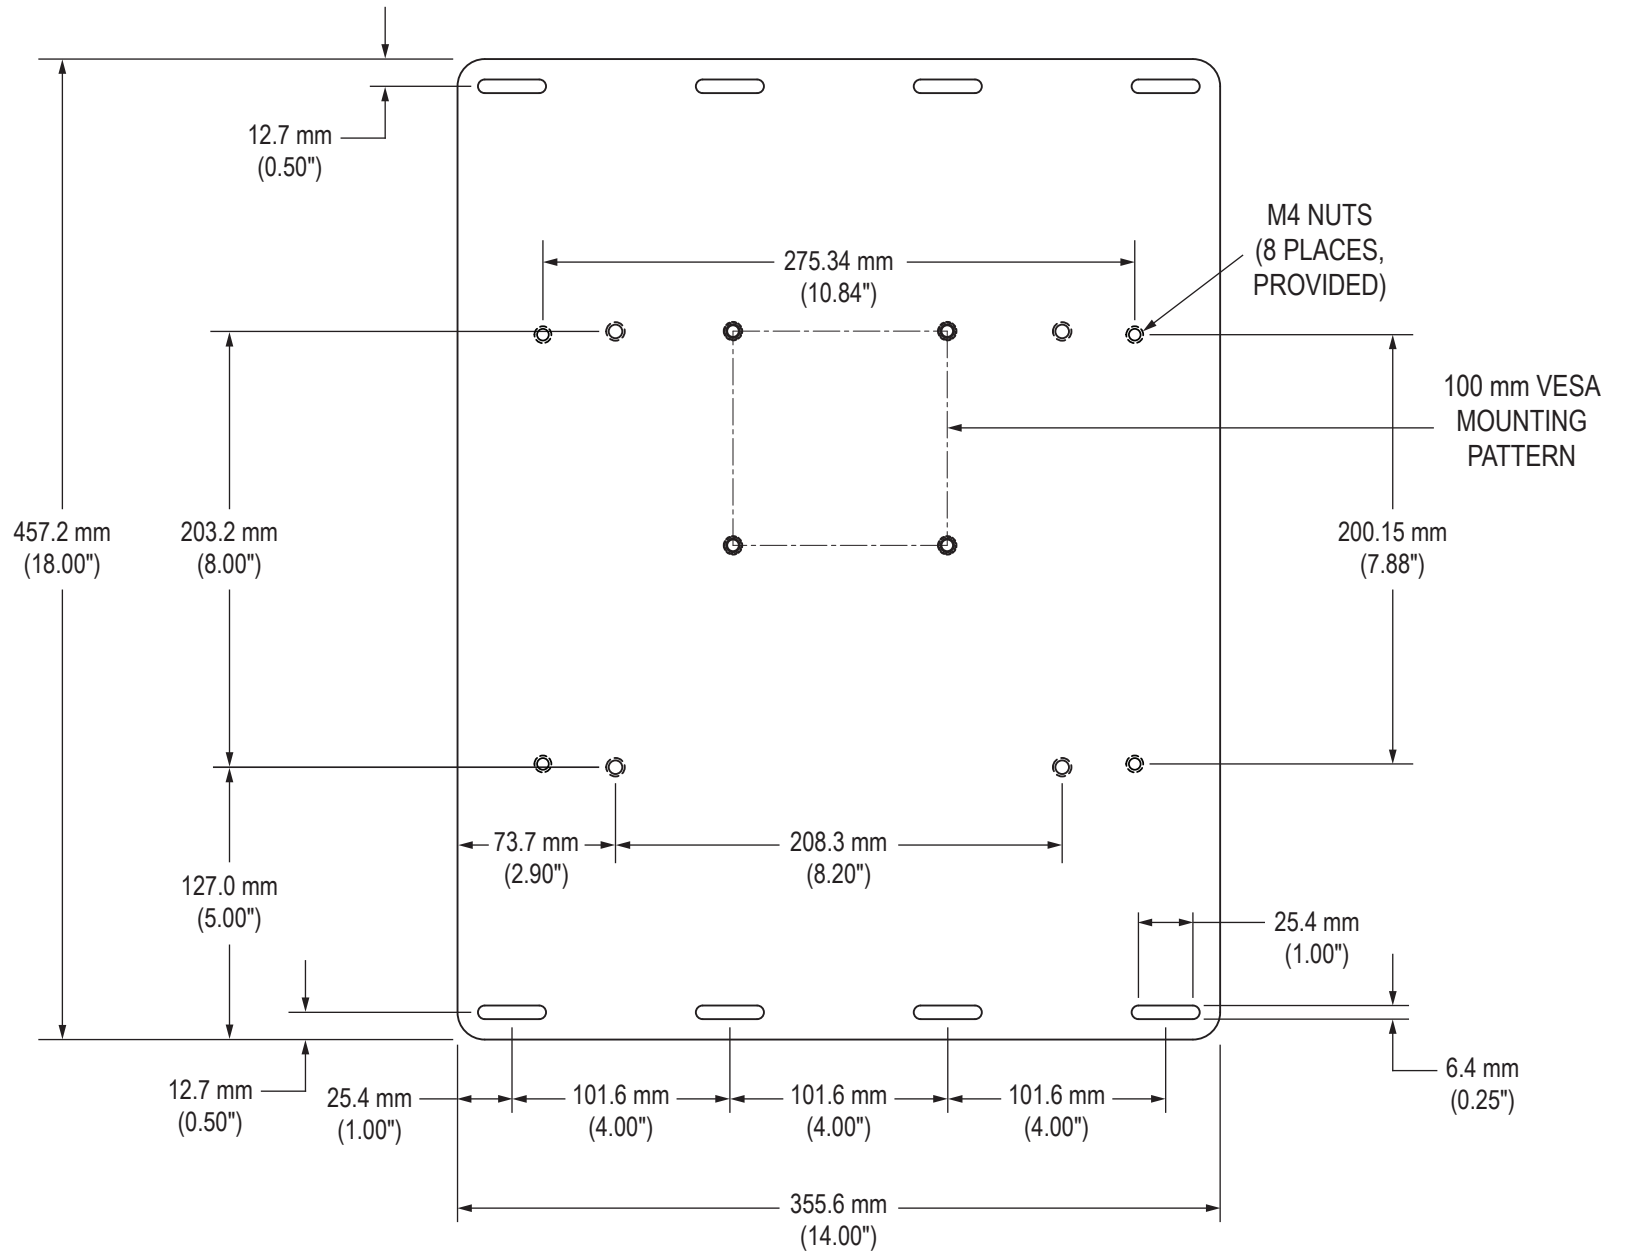 12.7 mm
(0.50")
M4 NUTS
(8 PLACES,
PROVIDED)
275.34 mm
(10.84")
100 mm VESA
MOUNTING
PATTERN
457.2 mm
(18.00")
203.2 mm
(8.00")
200.15 mm
(7.88")
73.7 mm
(2.90")
208.3 mm
(8.20")
127.0 mm
(5.00")
25.4 mm
(1.00")
6.4 mm
(0.25")
12.7 mm
(0.50")
25.4 mm
(1.00")
101.6 mm
(4.00")
101.6 mm
(4.00")
101.6 mm
(4.00")
355.6 mm
(14.00")